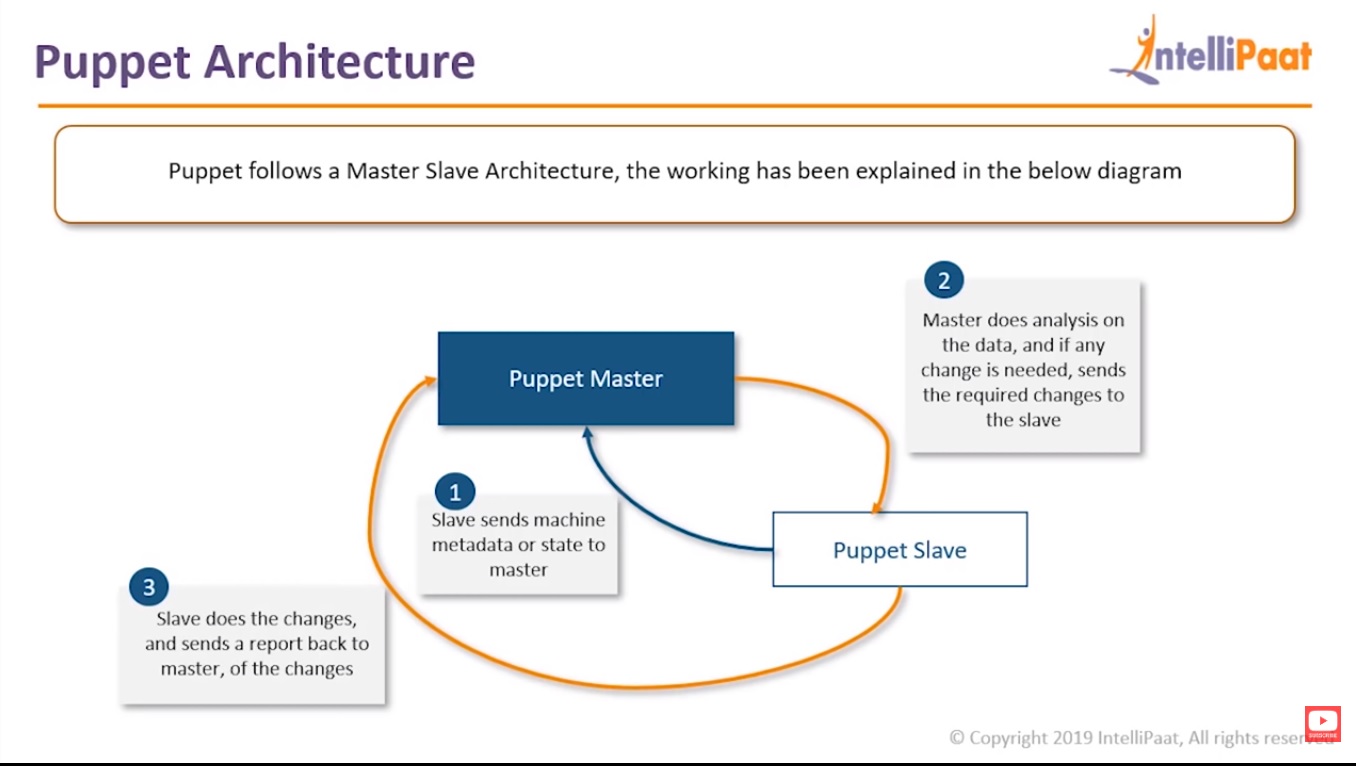 Puppet Architecture
IntelliPaat
Puppet follows a Master Slave Architecture, the working has been explained in the below diagram
2
Master does analysis on
the data, and if any
change is needed, sends
the required changes to
the slave
Puppet Master
1
Slave sends machine
metadata or state to
master
Puppet Slave
3
Slave does the changes,
and sends a report back to
master, of the changes
© Copyright 2019 IntelliPaat, All rights reserved
SUBSCRIBE